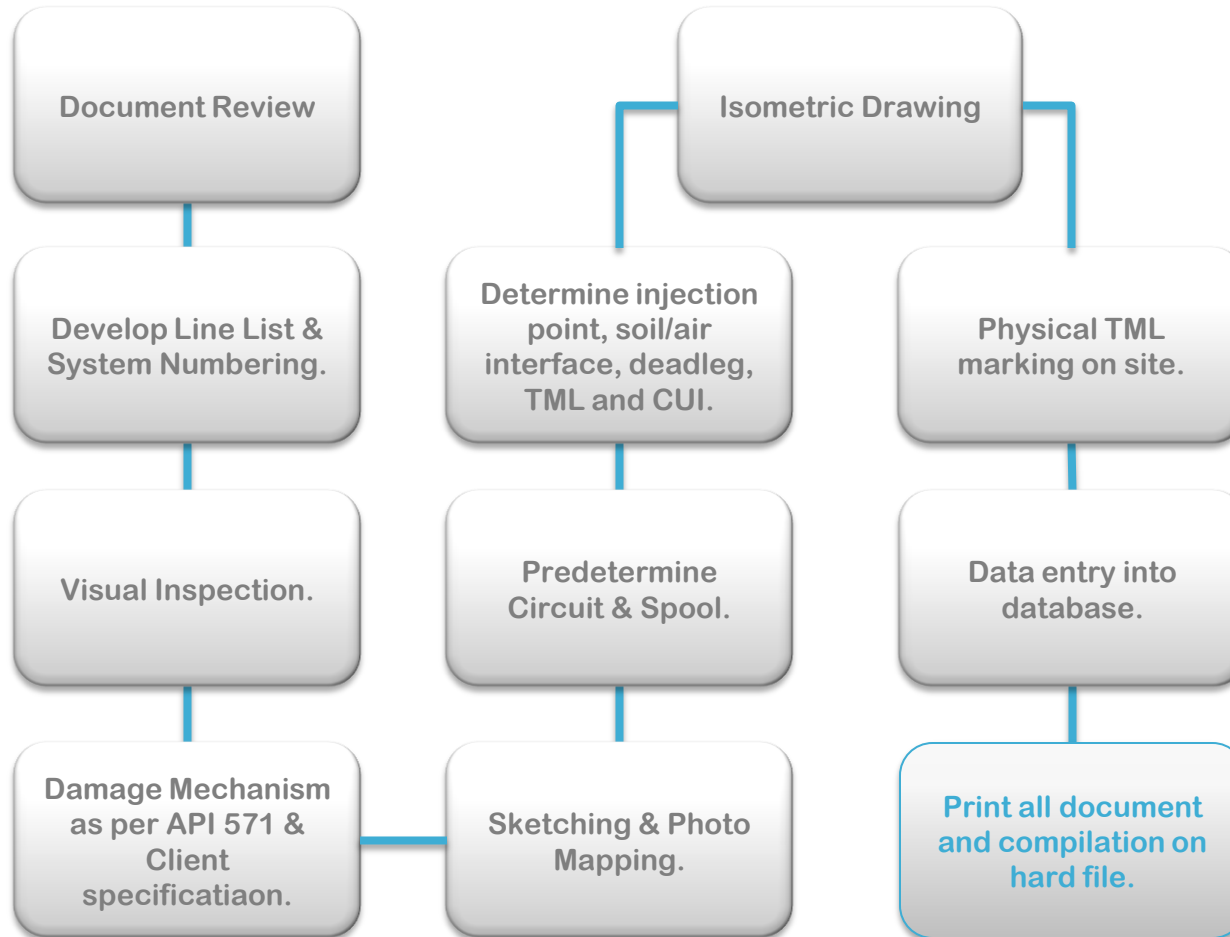 Document Review
Develop Line List &
System Numbering.
Visual Inspection.
Damage Mechanism
as per API 571 &
Client
specificatiaon.
Sketching & Photo
Mapping.
Predetermine
Circuit & Spool.
Determine injection
point, soil/air
interface, deadleg,
TML and CUI.
Isometric Drawing
Physical TML
marking on site.
Data entry into
database.
Print all document
and compilation on
hard file.